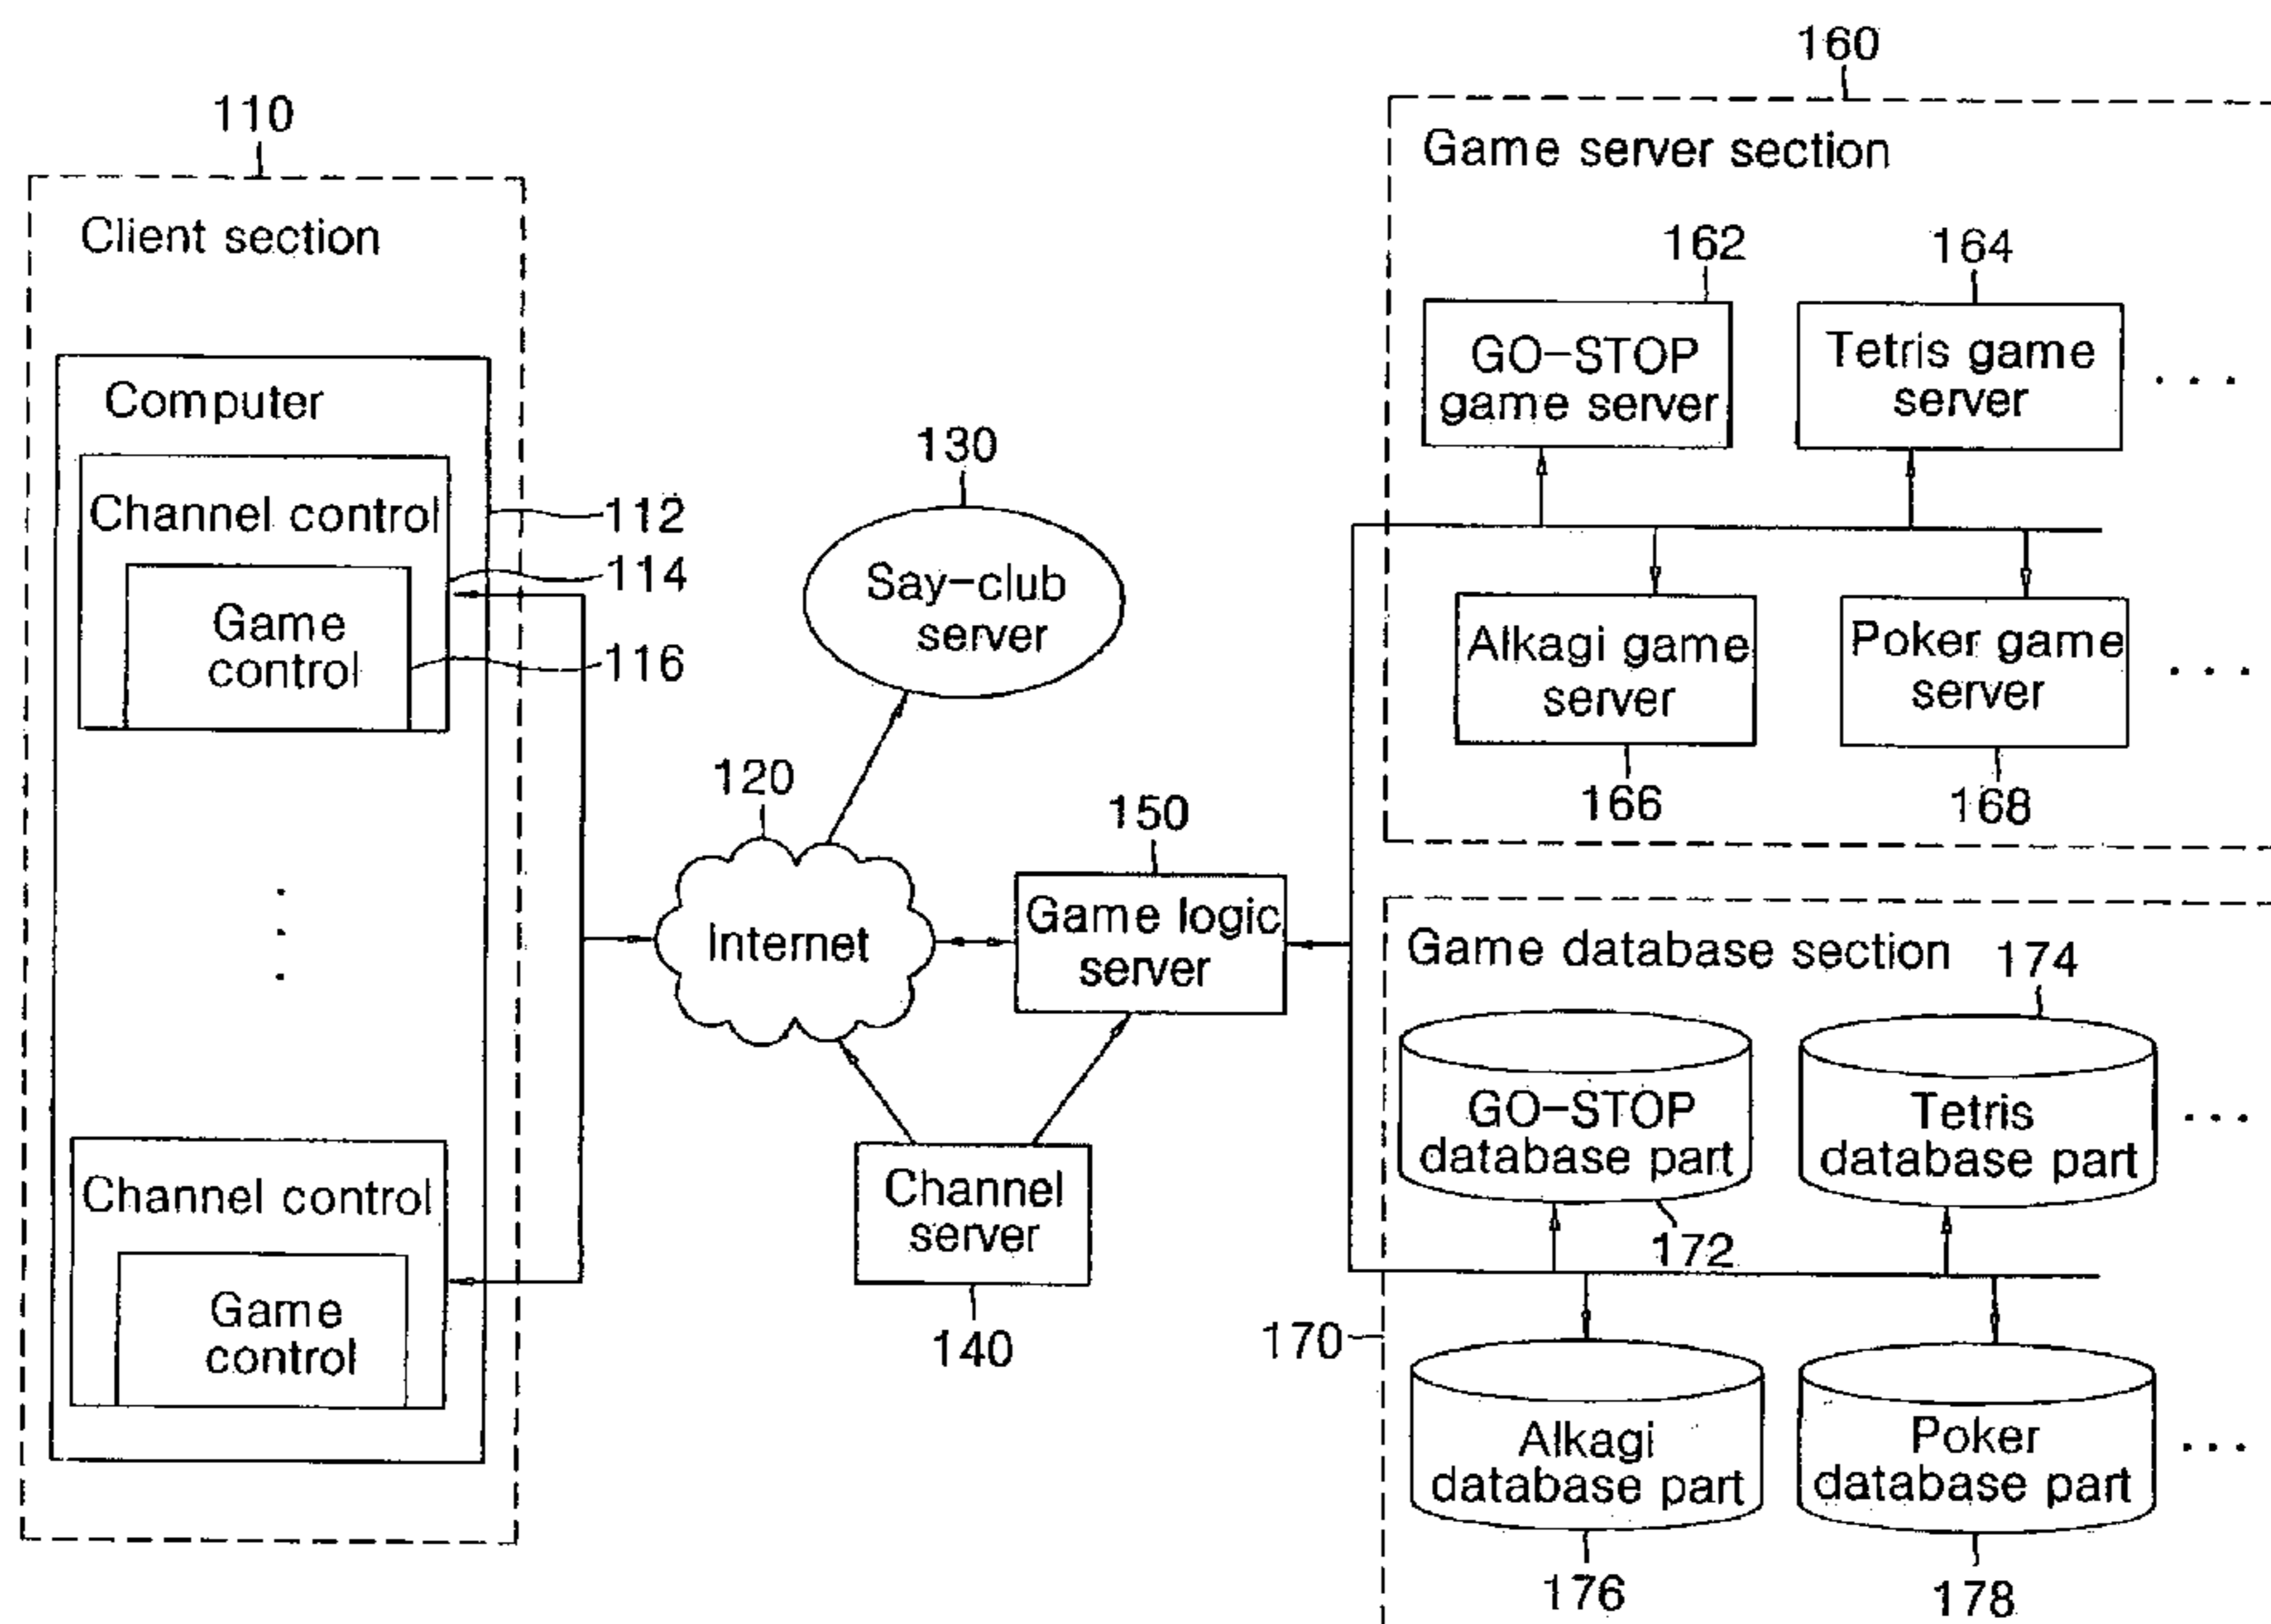 110
Client section
Computer
Channel control
112
114
Game
control
116
Channel control
Game
control
120
Internet
130
Say-club
server
150
Game logic
server
Channel
server
140
160
Game server section
162
GO-STOP
game server
164
Tetris game
server
...
Alkagi game
server
166
Poker game
server
168
...
Game database section
174
GO-STOP
database part
172
Tetris
database part
...
170
Alkagi
database part
176
Poker
database part
178
...